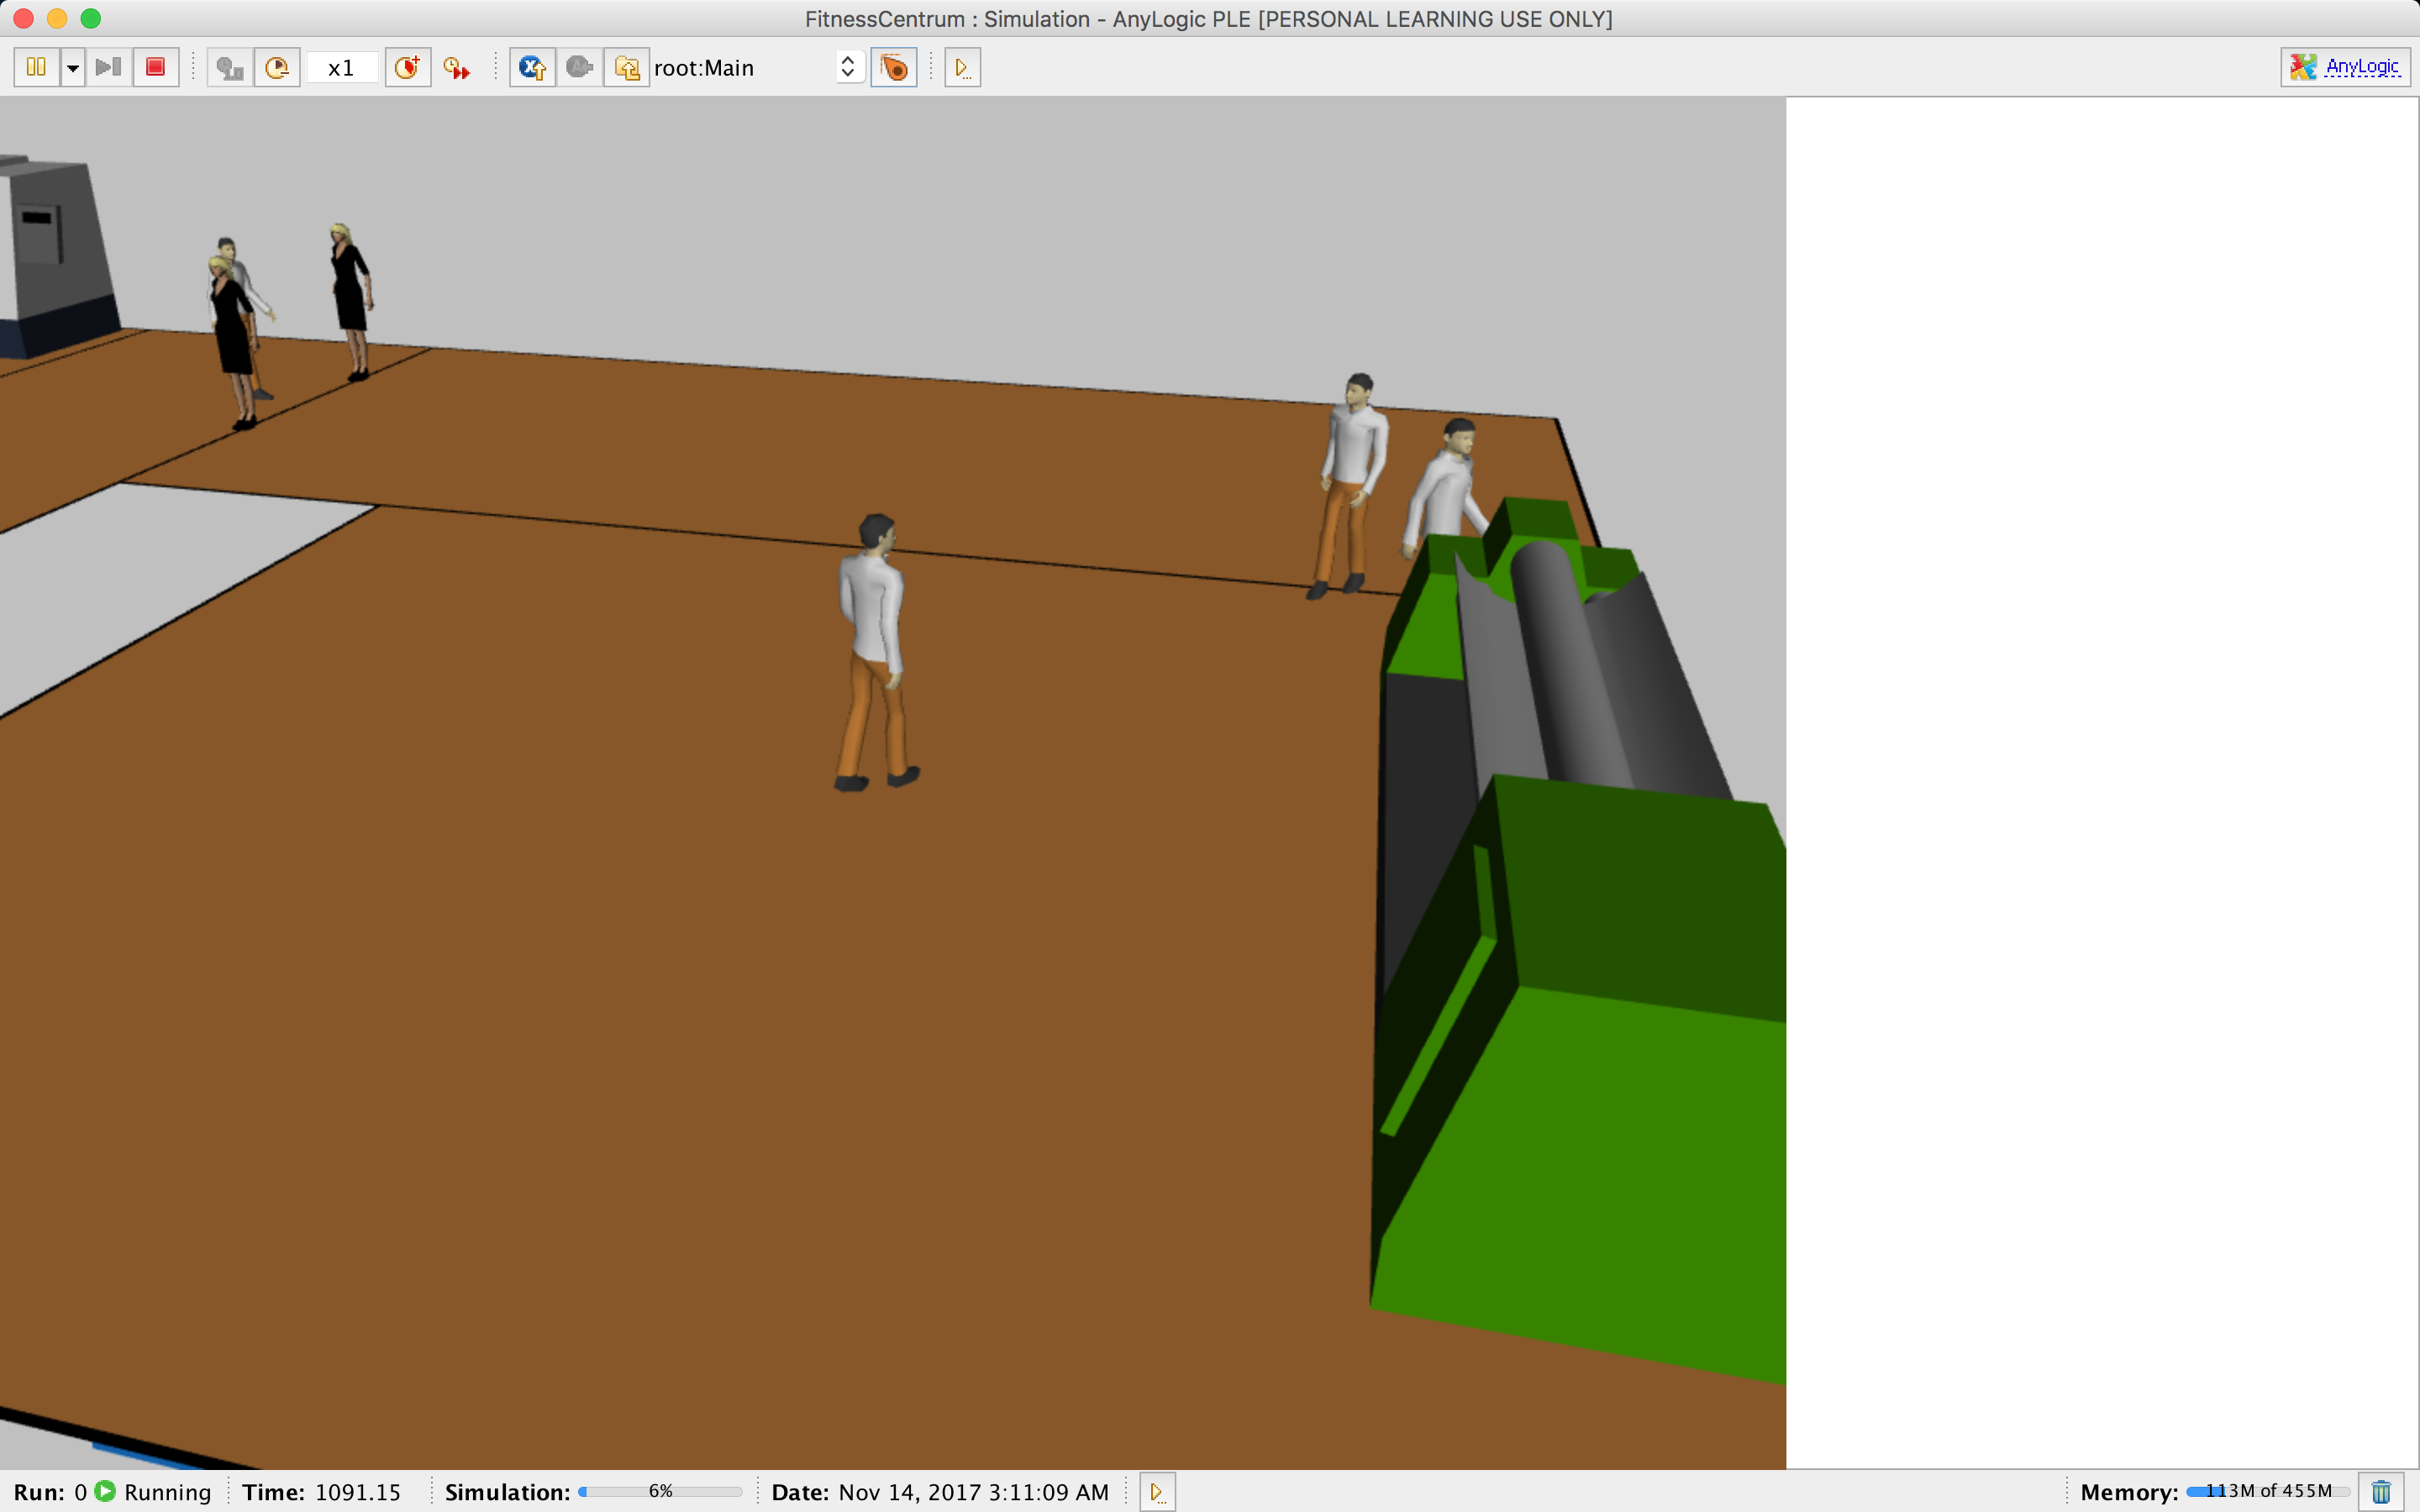 FitnessCentrum : Simulation - AnyLogic PLE [PERSONAL LEARNING USE ONLY]
x1
root:Main
AnyLogic
Run: 0 Running Time: 1091.15 Simulation: 6% Date: Nov 14, 2017 3:11:09 AM Memory: 113M of 455M